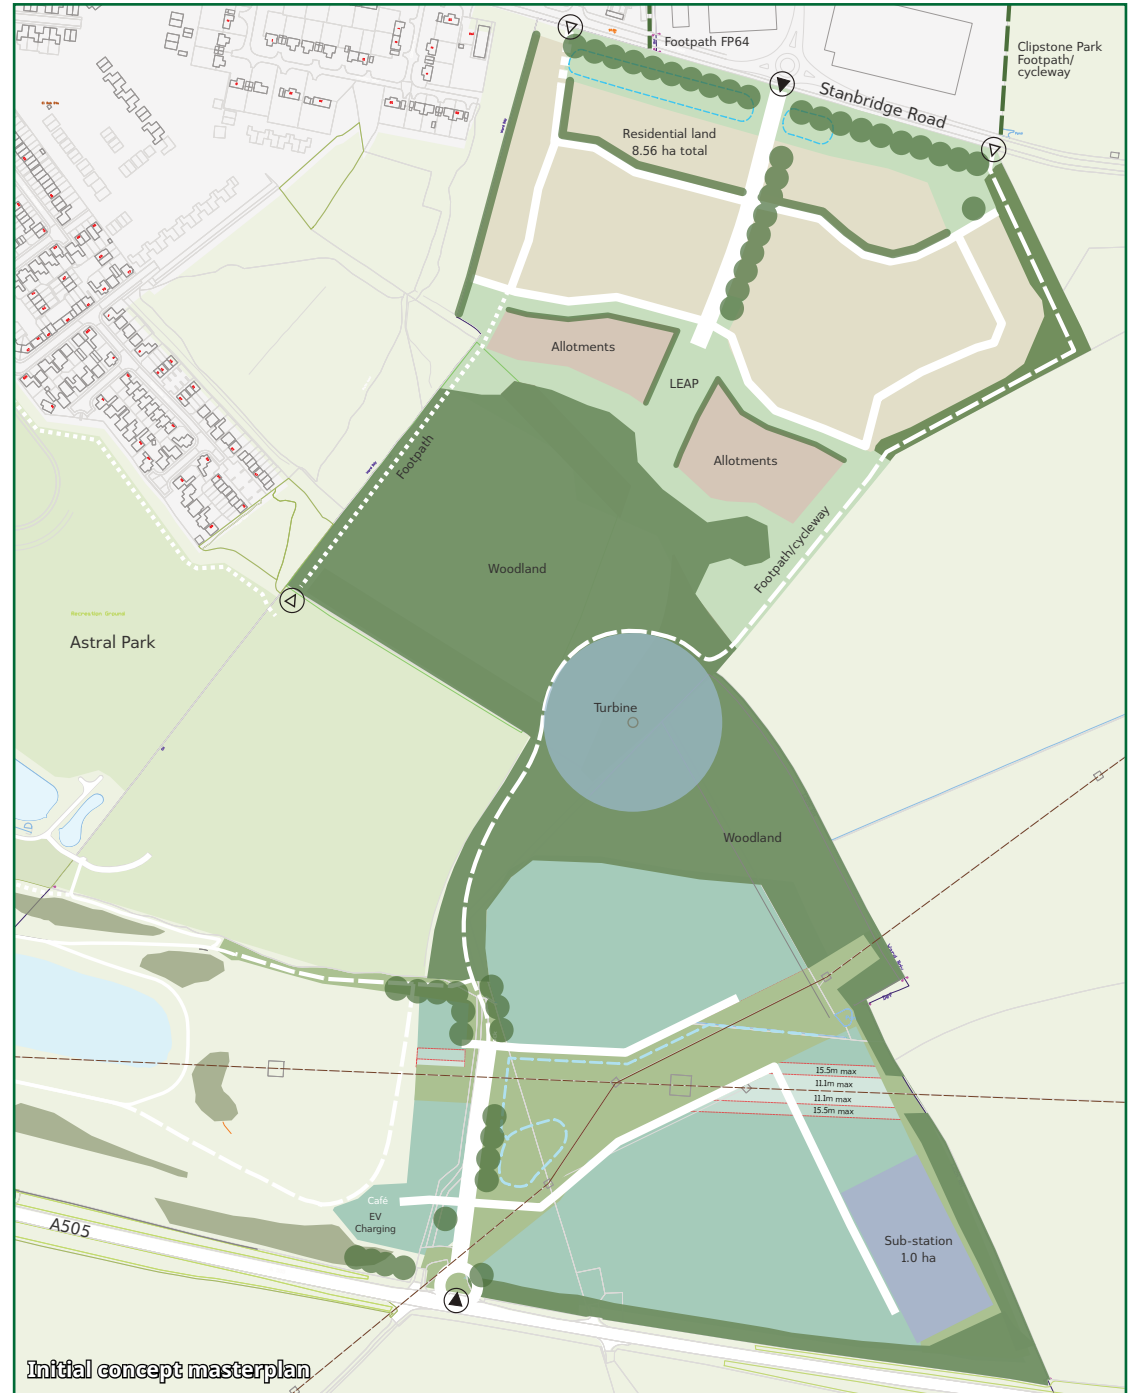 Footpath FP64
Clipstone Park
Footpath/
cycleway
Stanbridge Road
Residential land
8.56 ha total
Allotments
LEAP
Allotments
Footpath
Footpath/cycleway
Woodland
Recreation Ground
Astral Park
Turbine
Woodland
15.5m max
11.1m max
11.1m max
15.5m max
Café
EV
Charging
A505
Sub-station
1.0 ha
Initial concept masterplan